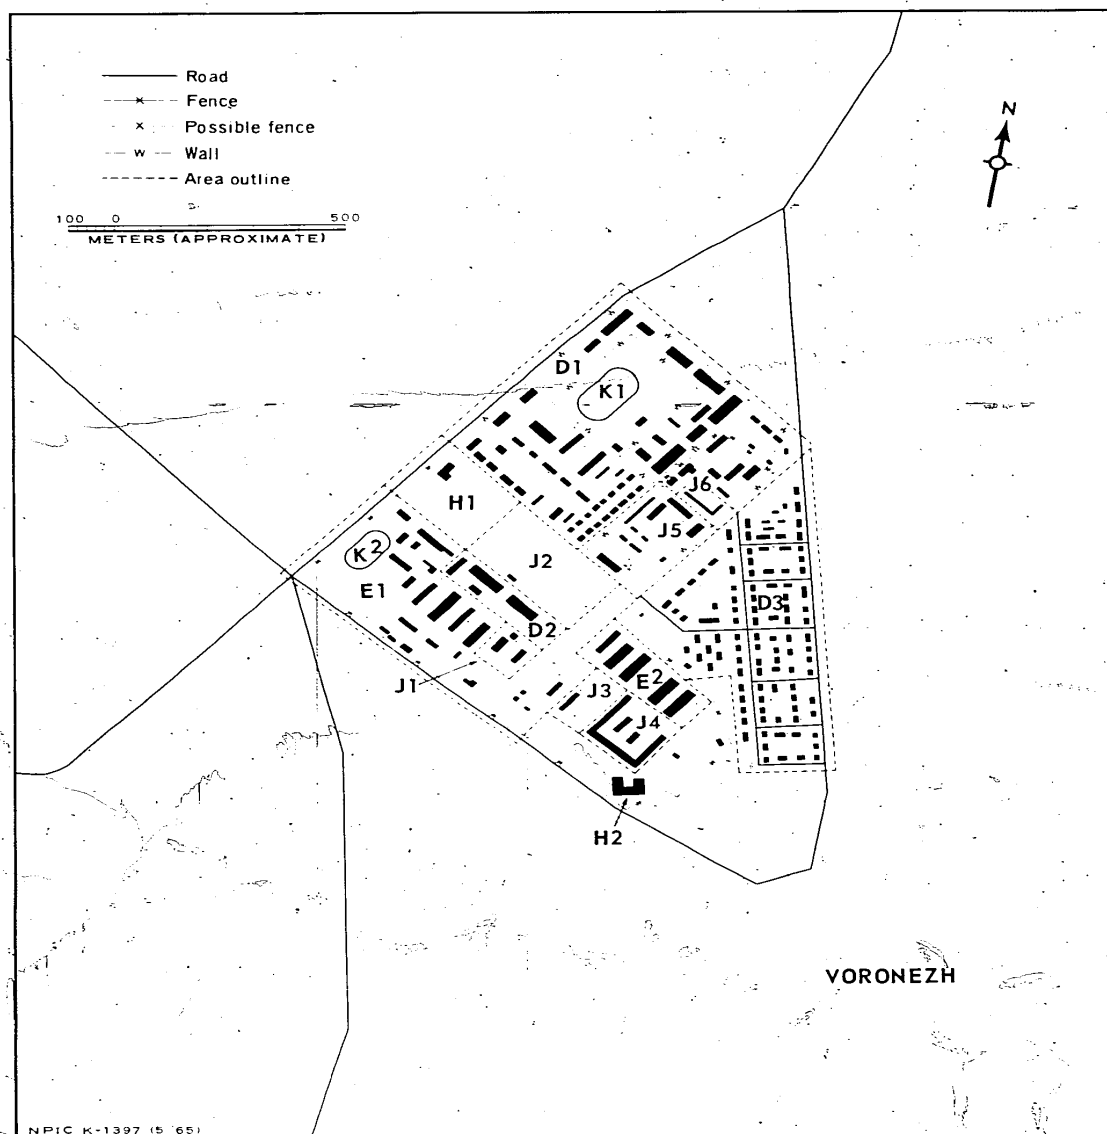 Road
Fence
Possible fence
W Wall
Area outline
100 0 500
METERS (APPROXIMATE)
N
D1
K1
J6
H1
J5
K2
J2
E1
D3
D2
J1
E2
J3
J4
H2
VORONEZH
NPIC K-1397 (5 65)